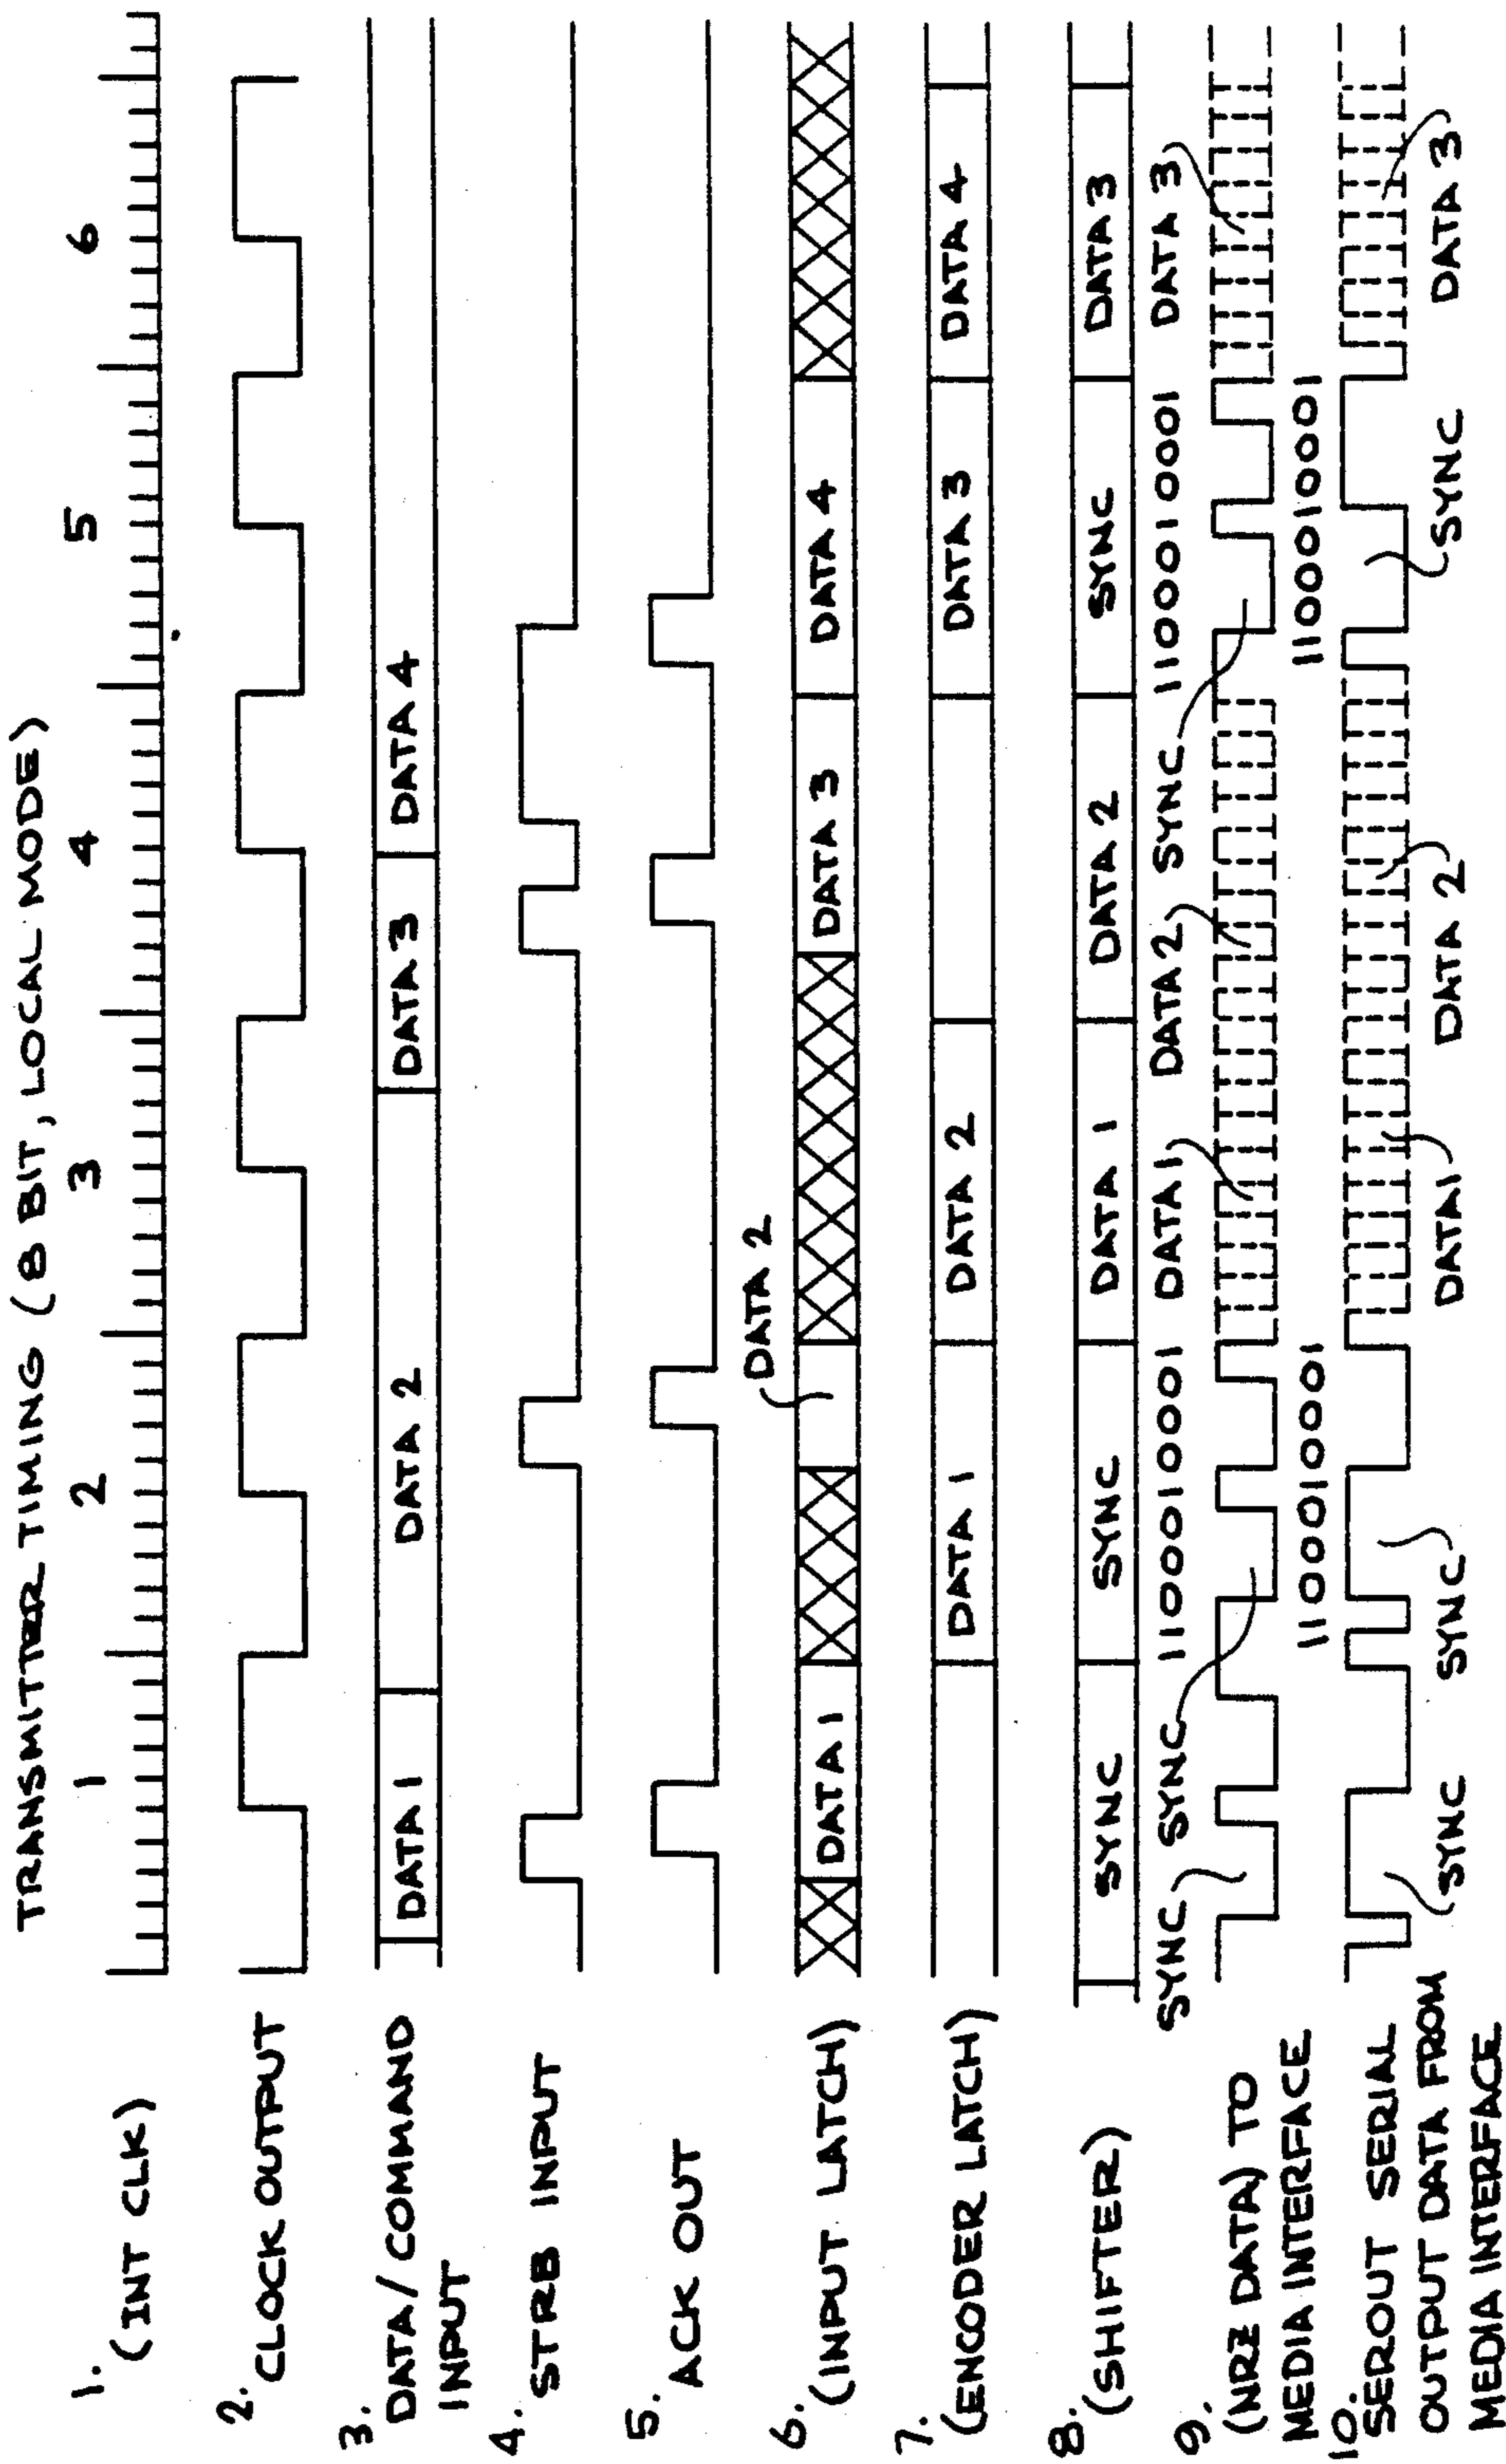 TRANSMITTER TIMING (8 BIT, LOCAL MODE)
1 2 3 4 5 6
1. (INT CLK)
2. CLOCK OUTPUT
3. DATA/COMMAND
INPUT
DATA 1 DATA 2 DATA 3 DATA 4
4. STRB INPUT
5. ACK OUT
DATA 2
6. (INPUT LATCH)
DATA 1 DATA 3 DATA 4
7. (ENCODER LATCH)
DATA 1 DATA 2 DATA 3 DATA 4
8. (SHIFTER)
SYNC SYNC DATA 1 DATA 2 SYNC DATA 3
SYNC SYNC 1100010001 DATA 1 DATA 2 SYNC 1100010001 DATA 3
9. (NRZ DATA) TO
MEDIA INTERFACE
1100010001 1100010001
10. SEROUT SERIAL
OUTPUT DATA FROM
MEDIA INTERFACE
SYNC SYNC DATA 1 DATA 2 SYNC DATA 3